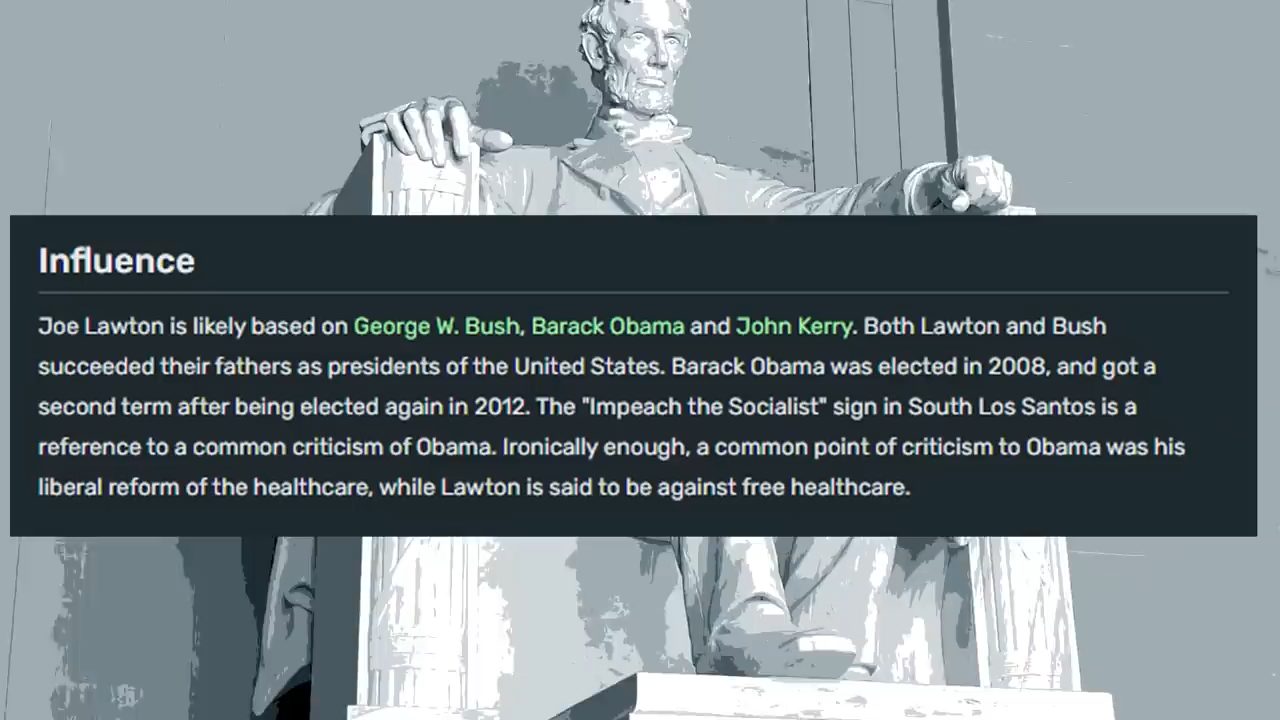 Influence
Joe Lawton is likely based on George W. Bush, Barack Obama and John Kerry. Both Lawton and Bush
succeeded their fathers as presidents of the United States. Barack Obama was elected in 2008, and got a
second term after being elected again in 2012. The "Impeach the Socialist" sign in South Los Santos is a
reference to a common criticism of Obama. Ironically enough, a common point of criticism to Obama was his
liberal reform of the healthcare, while Lawton is said to be against free healthcare.